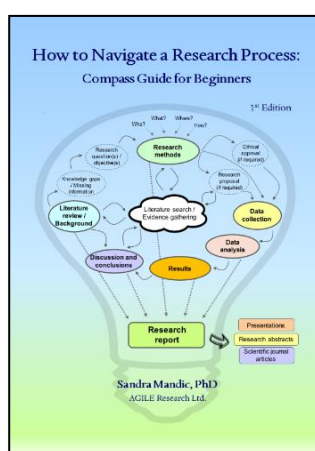 How to Navigate a Research Process:
Compass Guide for Beginners
1st Edition
What?
Where?
Who?
How?
Research
methods
Research
question(s) /
objective(s)
Ethical
approval
(if required)
Knowledge gaps
/ Missing
information
Research
proposal
(if required)
Literature
review /
Background
Literature search /
Evidence gathering
Data
collection
Data
analysis
Discussion and
conclusions
Results
Research
report
Presentations
Research abstracts
Scientific journal
articles
Sandra Mandic, PhD
AGILE Research Ltd.